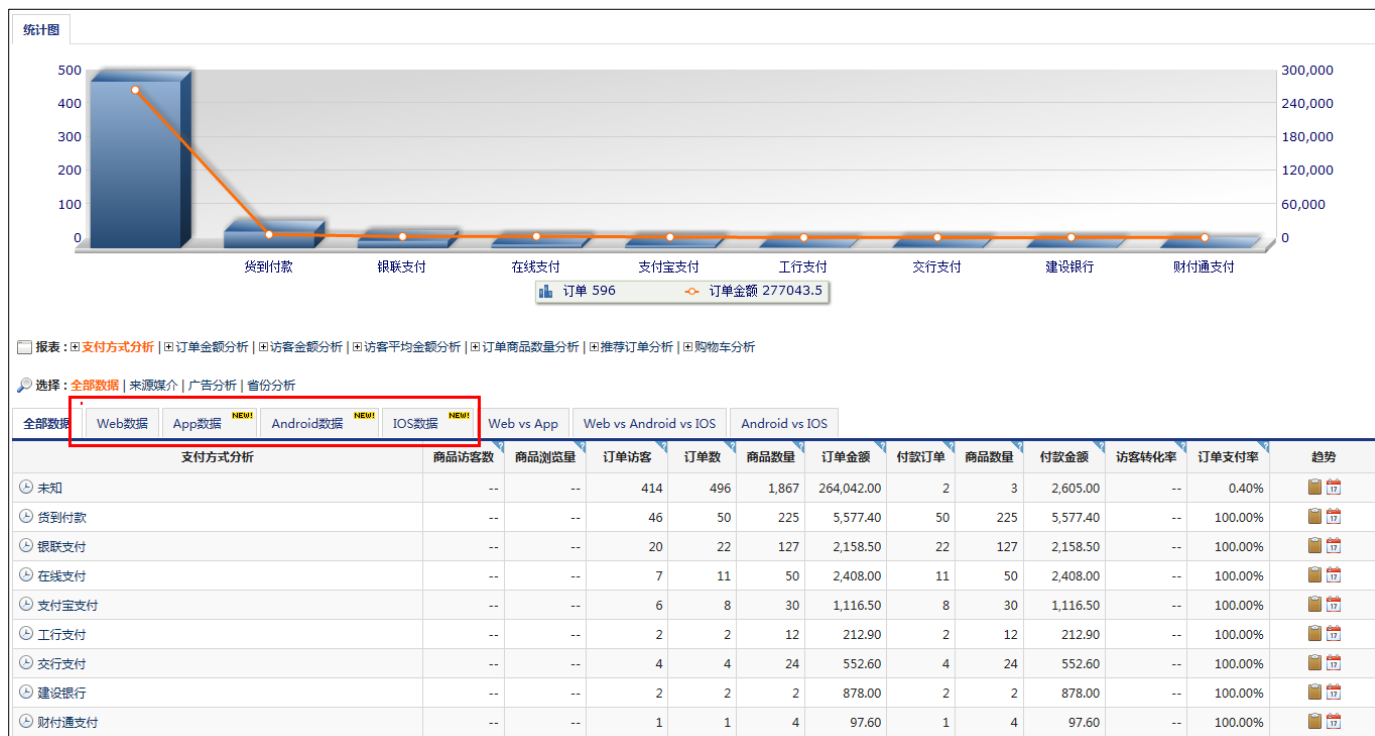 统计图
500 300,000
400 240,000
300 180,000
200 120,000
100 60,000
0 0
货到付款 银联支付 在线支付 支付宝支付 工行支付 交行支付 建设银行 财付通支付
订单 596 订单金额 277043.5
报表：支付方式分析|订单金额分析|访客金额分析|访客平均金额分析|订单商品数量分析|推荐订单分析|购物车分析
选择：全部数据|来源媒介|广告分析|省份分析
全部数据 Web数据 App数据 NEW! Android数据 NEW! IOS数据 NEW! Web vs App Web vs Android vs IOS Android vs IOS
支付方式分析 商品访客数 商品浏览量 订单访客 订单数 商品数量 订单金额 付款订单 商品数量 付款金额 访客转化率 订单支付率 趋势
未知 -- -- 414 496 1,867 264,042.00 2 3 2,605.00 -- 0.40% 17
货到付款 -- -- 46 50 225 5,577.40 50 225 5,577.40 -- 100.00% 17
银联支付 -- -- 20 22 127 2,158.50 22 127 2,158.50 -- 100.00% 17
在线支付 -- -- 7 11 50 2,408.00 11 50 2,408.00 -- 100.00% 17
支付宝支付 -- -- 6 8 30 1,116.50 8 30 1,116.50 -- 100.00% 17
工行支付 -- -- 2 2 12 212.90 2 12 212.90 -- 100.00% 17
交行支付 -- -- 4 4 24 552.60 4 24 552.60 -- 100.00% 17
建设银行 -- -- 2 2 2 878.00 2 2 878.00 -- 100.00% 17
财付通支付 -- -- 1 1 4 97.60 1 4 97.60 -- 100.00% 17